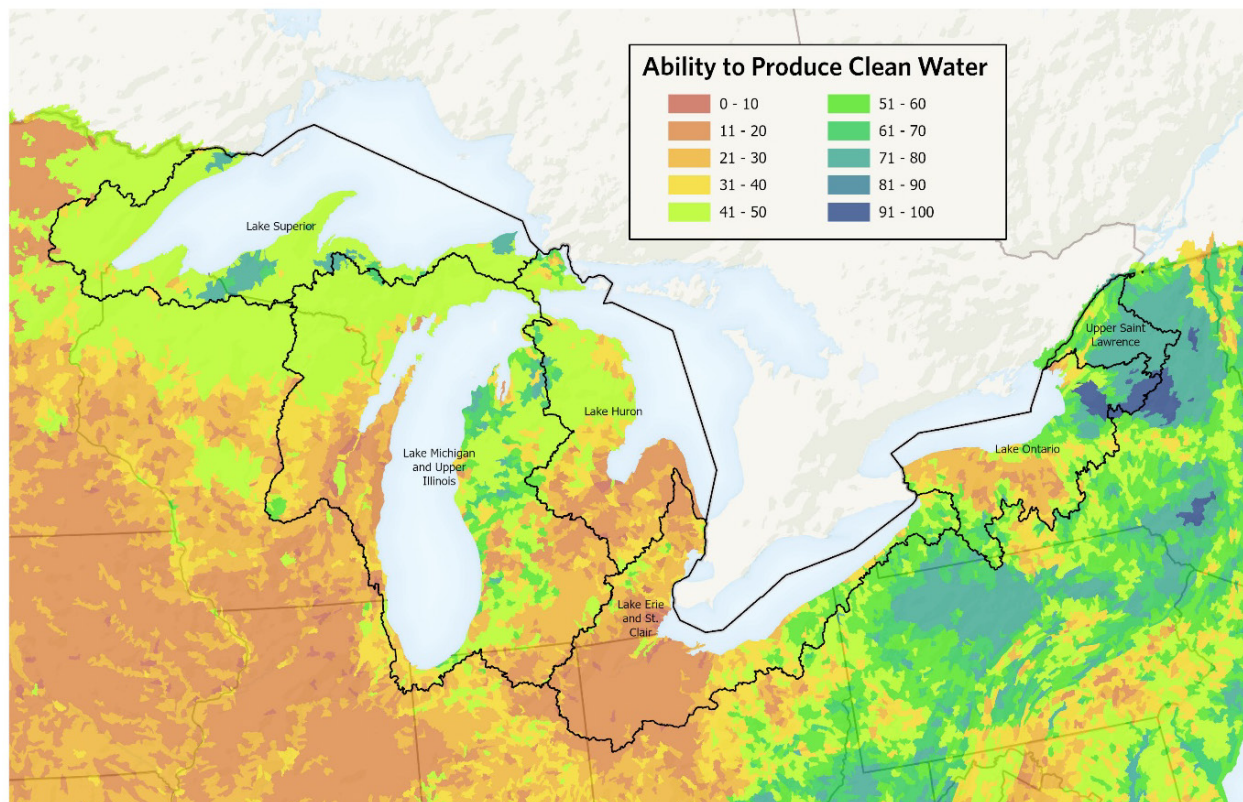 Ability to Produce Clean Water
0 - 10
11 - 20
21 - 30
31 - 40
41 - 50
51 - 60
61 - 70
71 - 80
81 - 90
91 - 100
Lake Superior
Upper Saint
Lawrence
Lake Huron
Lake Michigan
and Upper
Illinois
Lake Ontario
Lake Erie
and St.
Clair